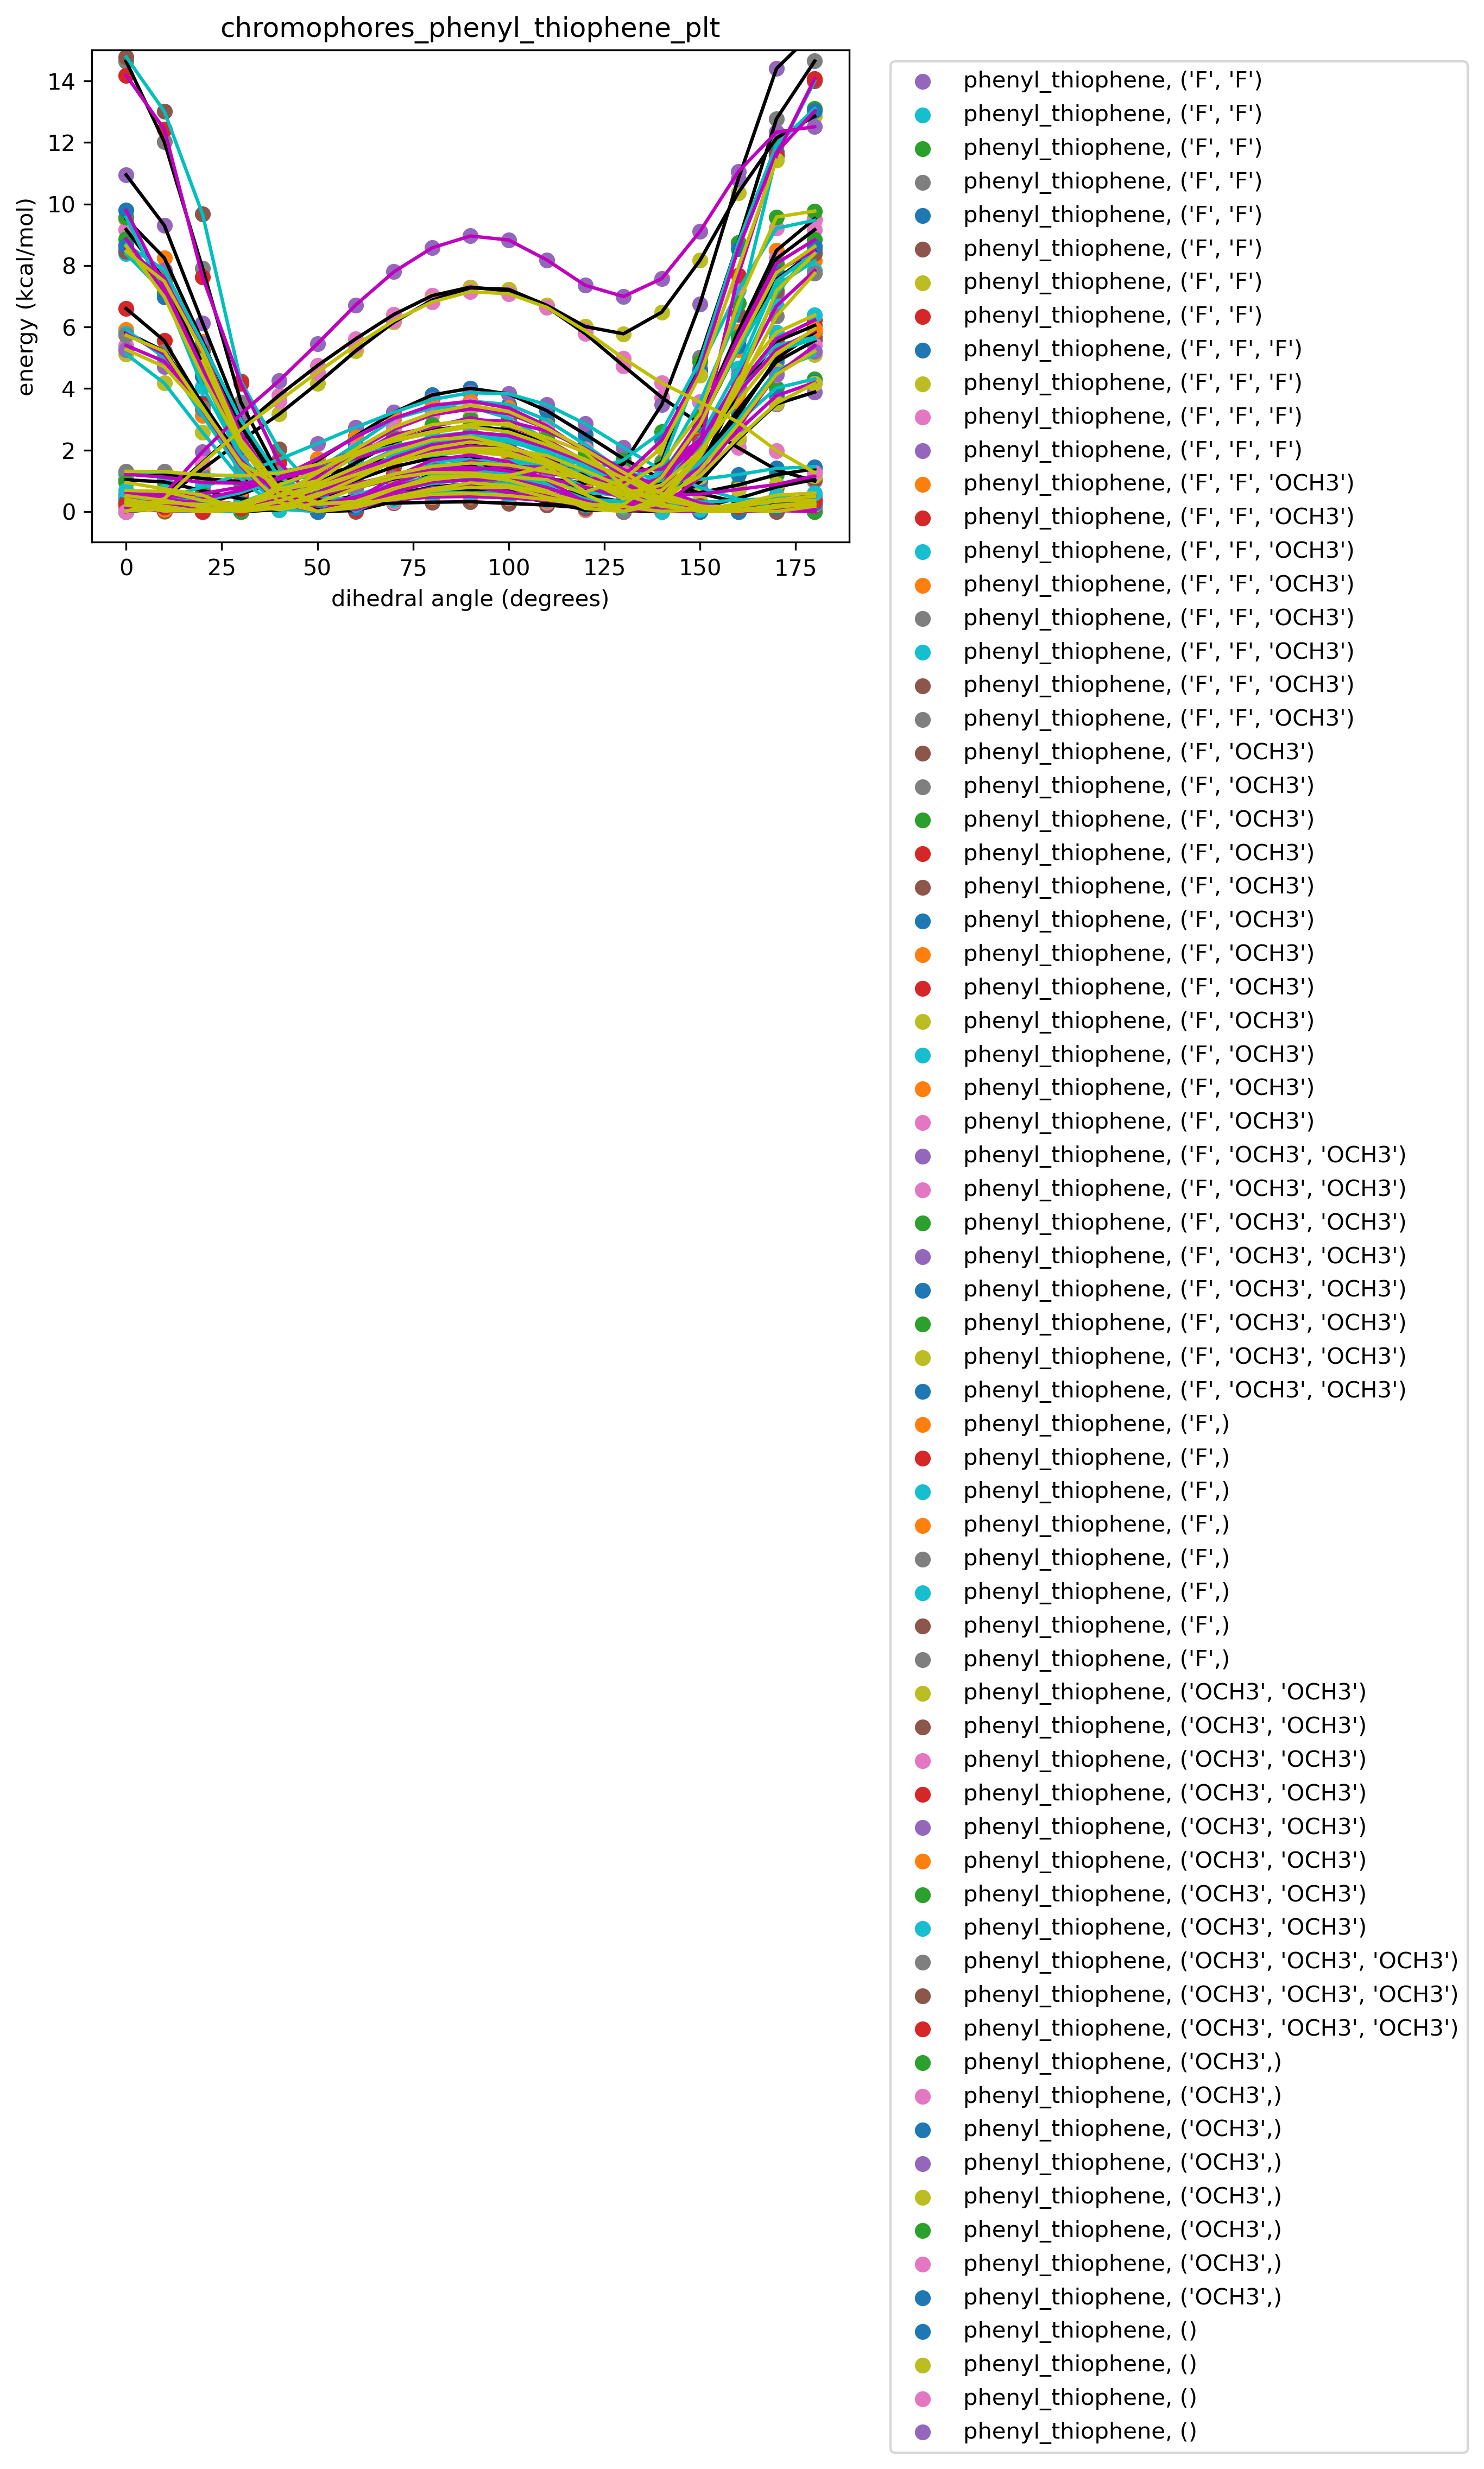 chromophores_phenyl_thiophene_plt
14
12
10
8
6
4
2
0
energy (kcal/mol)
0 25 50 75 100 125 150 175
dihedral angle (degrees)
phenyl_thiophene, ('F', 'F')
phenyl_thiophene, ('F', 'F')
phenyl_thiophene, ('F', 'F')
phenyl_thiophene, ('F', 'F')
phenyl_thiophene, ('F', 'F')
phenyl_thiophene, ('F', 'F')
phenyl_thiophene, ('F', 'F')
phenyl_thiophene, ('F', 'F')
phenyl_thiophene, ('F', 'F', 'F')
phenyl_thiophene, ('F', 'F', 'F')
phenyl_thiophene, ('F', 'F', 'F')
phenyl_thiophene, ('F', 'F', 'F')
phenyl_thiophene, ('F', 'F', 'OCH3')
phenyl_thiophene, ('F', 'F', 'OCH3')
phenyl_thiophene, ('F', 'F', 'OCH3')
phenyl_thiophene, ('F', 'F', 'OCH3')
phenyl_thiophene, ('F', 'F', 'OCH3')
phenyl_thiophene, ('F', 'F', 'OCH3')
phenyl_thiophene, ('F', 'F', 'OCH3')
phenyl_thiophene, ('F', 'F', 'OCH3')
phenyl_thiophene, ('F', 'OCH3')
phenyl_thiophene, ('F', 'OCH3')
phenyl_thiophene, ('F', 'OCH3')
phenyl_thiophene, ('F', 'OCH3')
phenyl_thiophene, ('F', 'OCH3')
phenyl_thiophene, ('F', 'OCH3')
phenyl_thiophene, ('F', 'OCH3')
phenyl_thiophene, ('F', 'OCH3')
phenyl_thiophene, ('F', 'OCH3')
phenyl_thiophene, ('F', 'OCH3')
phenyl_thiophene, ('F', 'OCH3')
phenyl_thiophene, ('F', 'OCH3')
phenyl_thiophene, ('F', 'OCH3', 'OCH3')
phenyl_thiophene, ('F', 'OCH3', 'OCH3')
phenyl_thiophene, ('F', 'OCH3', 'OCH3')
phenyl_thiophene, ('F', 'OCH3', 'OCH3')
phenyl_thiophene, ('F', 'OCH3', 'OCH3')
phenyl_thiophene, ('F', 'OCH3', 'OCH3')
phenyl_thiophene, ('F', 'OCH3', 'OCH3')
phenyl_thiophene, ('F', 'OCH3', 'OCH3')
phenyl_thiophene, ('F',)
phenyl_thiophene, ('F',)
phenyl_thiophene, ('F',)
phenyl_thiophene, ('F',)
phenyl_thiophene, ('F',)
phenyl_thiophene, ('F',)
phenyl_thiophene, ('F',)
phenyl_thiophene, ('F',)
phenyl_thiophene, ('OCH3', 'OCH3')
phenyl_thiophene, ('OCH3', 'OCH3')
phenyl_thiophene, ('OCH3', 'OCH3')
phenyl_thiophene, ('OCH3', 'OCH3')
phenyl_thiophene, ('OCH3', 'OCH3')
phenyl_thiophene, ('OCH3', 'OCH3')
phenyl_thiophene, ('OCH3', 'OCH3')
phenyl_thiophene, ('OCH3', 'OCH3')
phenyl_thiophene, ('OCH3', 'OCH3', 'OCH3')
phenyl_thiophene, ('OCH3', 'OCH3', 'OCH3')
phenyl_thiophene, ('OCH3', 'OCH3', 'OCH3')
phenyl_thiophene, ('OCH3',)
phenyl_thiophene, ('OCH3',)
phenyl_thiophene, ('OCH3',)
phenyl_thiophene, ('OCH3',)
phenyl_thiophene, ('OCH3',)
phenyl_thiophene, ('OCH3',)
phenyl_thiophene, ('OCH3',)
phenyl_thiophene, ('OCH3',)
phenyl_thiophene, ()
phenyl_thiophene, ()
phenyl_thiophene, ()
phenyl_thiophene, ()